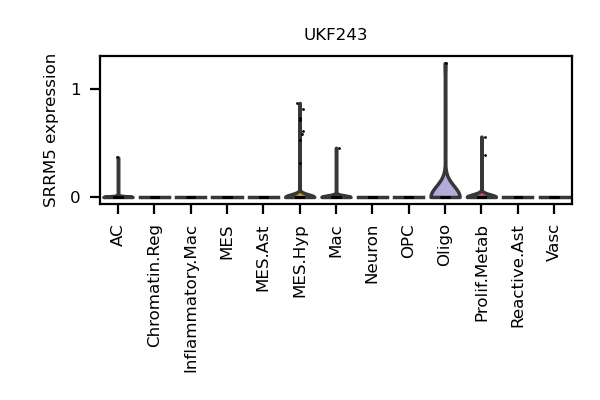 UKF243
SRRM5 expression
1
0
AC
Chromatin.Reg
Inflammatory.Mac
MES
MES.Ast
MES.Hyp
Mac
Neuron
OPC
Oligo
Prolif.Metab
Reactive.Ast
Vasc